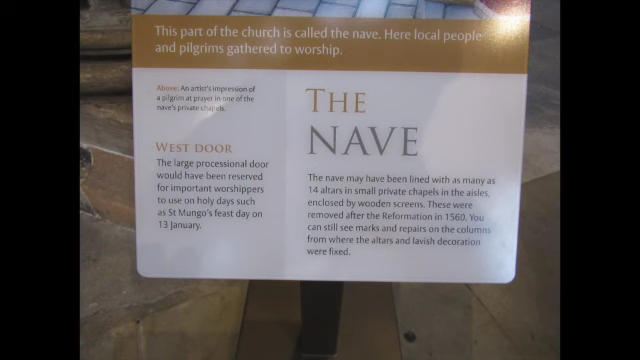 This part of the church is called the nave. Here local people
and pilgrims gathered to worship.
Above: An artist's impression of
a pilgrim at prayer in one of the
nave's private chapels.
WEST DOOR
The large processional door
would have been reserved
for important worshippers
to use on holy days such
as St Mungo's feast day on
13 January.
THE
NAVE
The nave may have been lined with as many as
14 altars in small private chapels in the aisles,
enclosed by wooden screens. These were
removed after the Reformation in 1560. You
can still see marks and repairs on the columns
from where the altars and lavish decoration
were fixed.